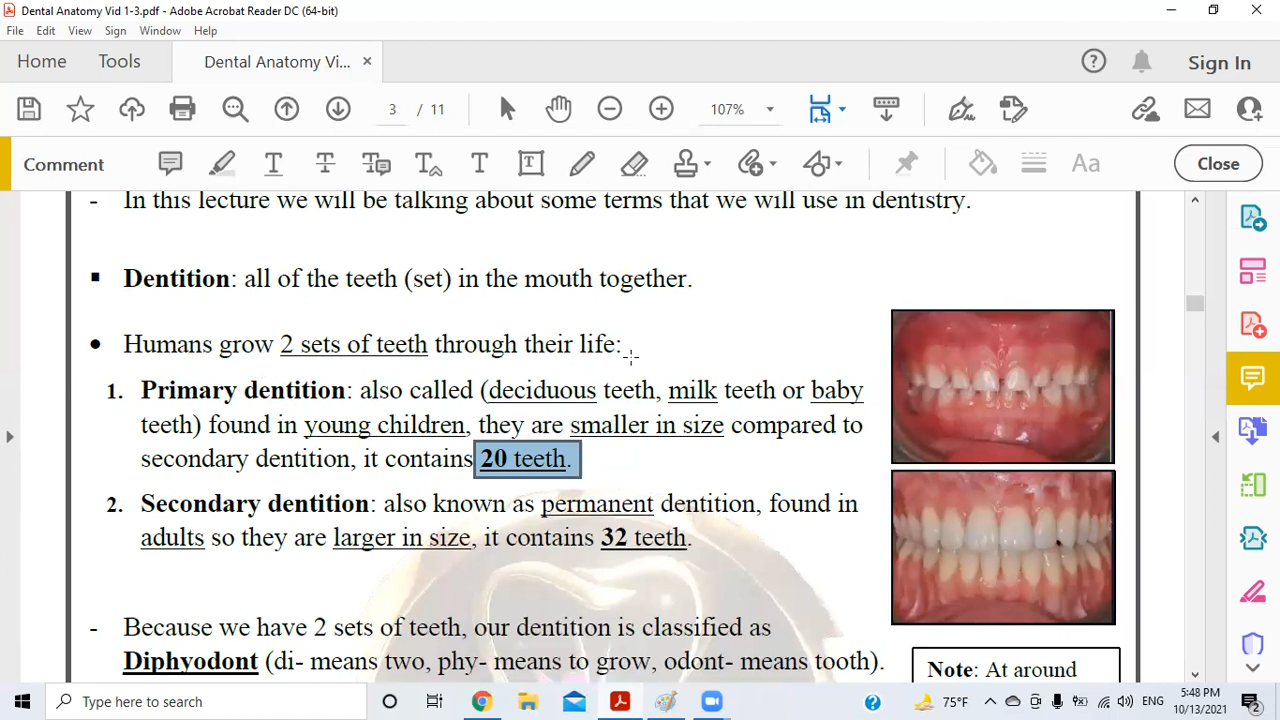 Dental Anatomy Vid 1-3.pdf - Adobe Acrobat Reader DC (64-bit)
File Edit View Sign Window Help
Home Tools Dental Anatomy Vi... × Sign In
3 / 11 107%
Comment Close
- In this lecture we will be talking about some terms that we will use in dentistry.
▪ Dentition: all of the teeth (set) in the mouth together.
• Humans grow 2 sets of teeth through their life:
1. Primary dentition: also called (deciduous teeth, milk teeth or baby
teeth) found in young children, they are smaller in size compared to
secondary dentition, it contains 20 teeth.
2. Secondary dentition: also known as permanent dentition, found in
adults so they are larger in size, it contains 32 teeth.
- Because we have 2 sets of teeth, our dentition is classified as
Diphyodont (di- means two, phy- means to grow, odont- means tooth).
Note: At around
Type here to search
75°F ENG
5:48 PM
10/13/2021
2